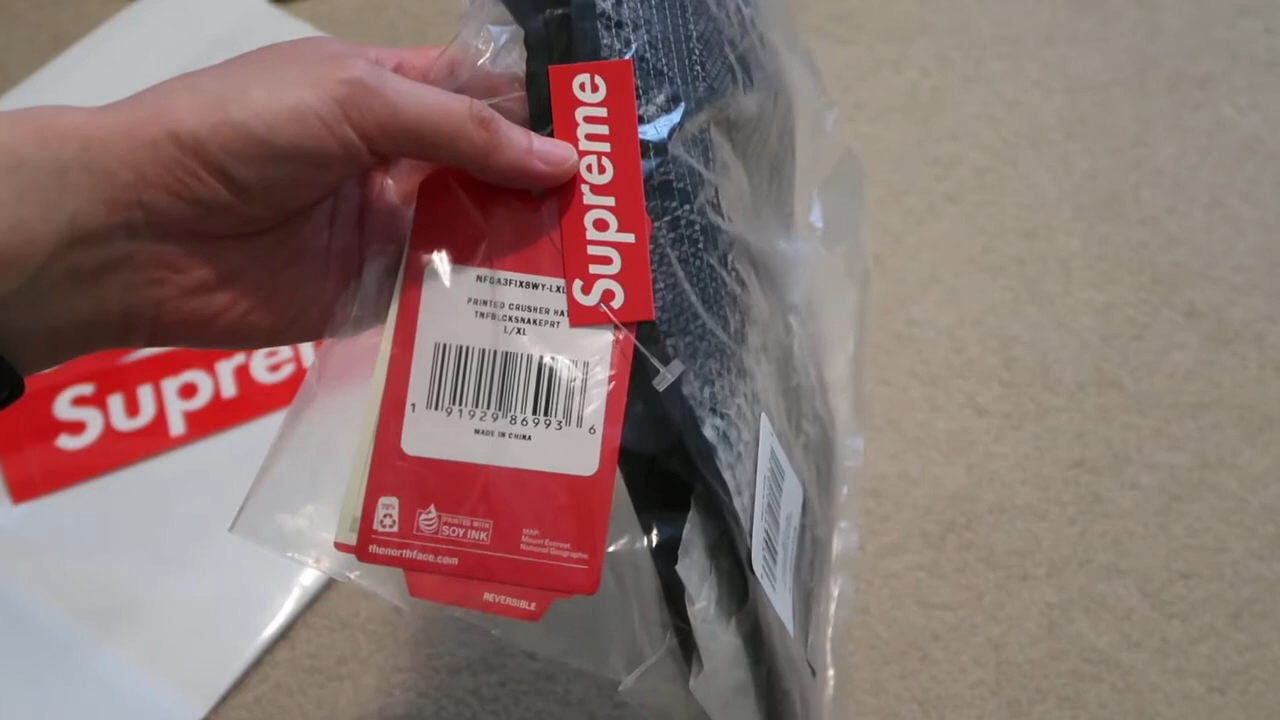 Supreme
NF0A3FIX8WY-LXL
PRINTED CRUSHER HAT
TNFBLCKSNAKEPRT
L/XL
1 91929 86993 6
MADE IN CHINA
Suprem
PRINTED WITH
SOY INK
MAP:
Mount Everest,
National Geographic
thenorthface.com
REVERSIBLE